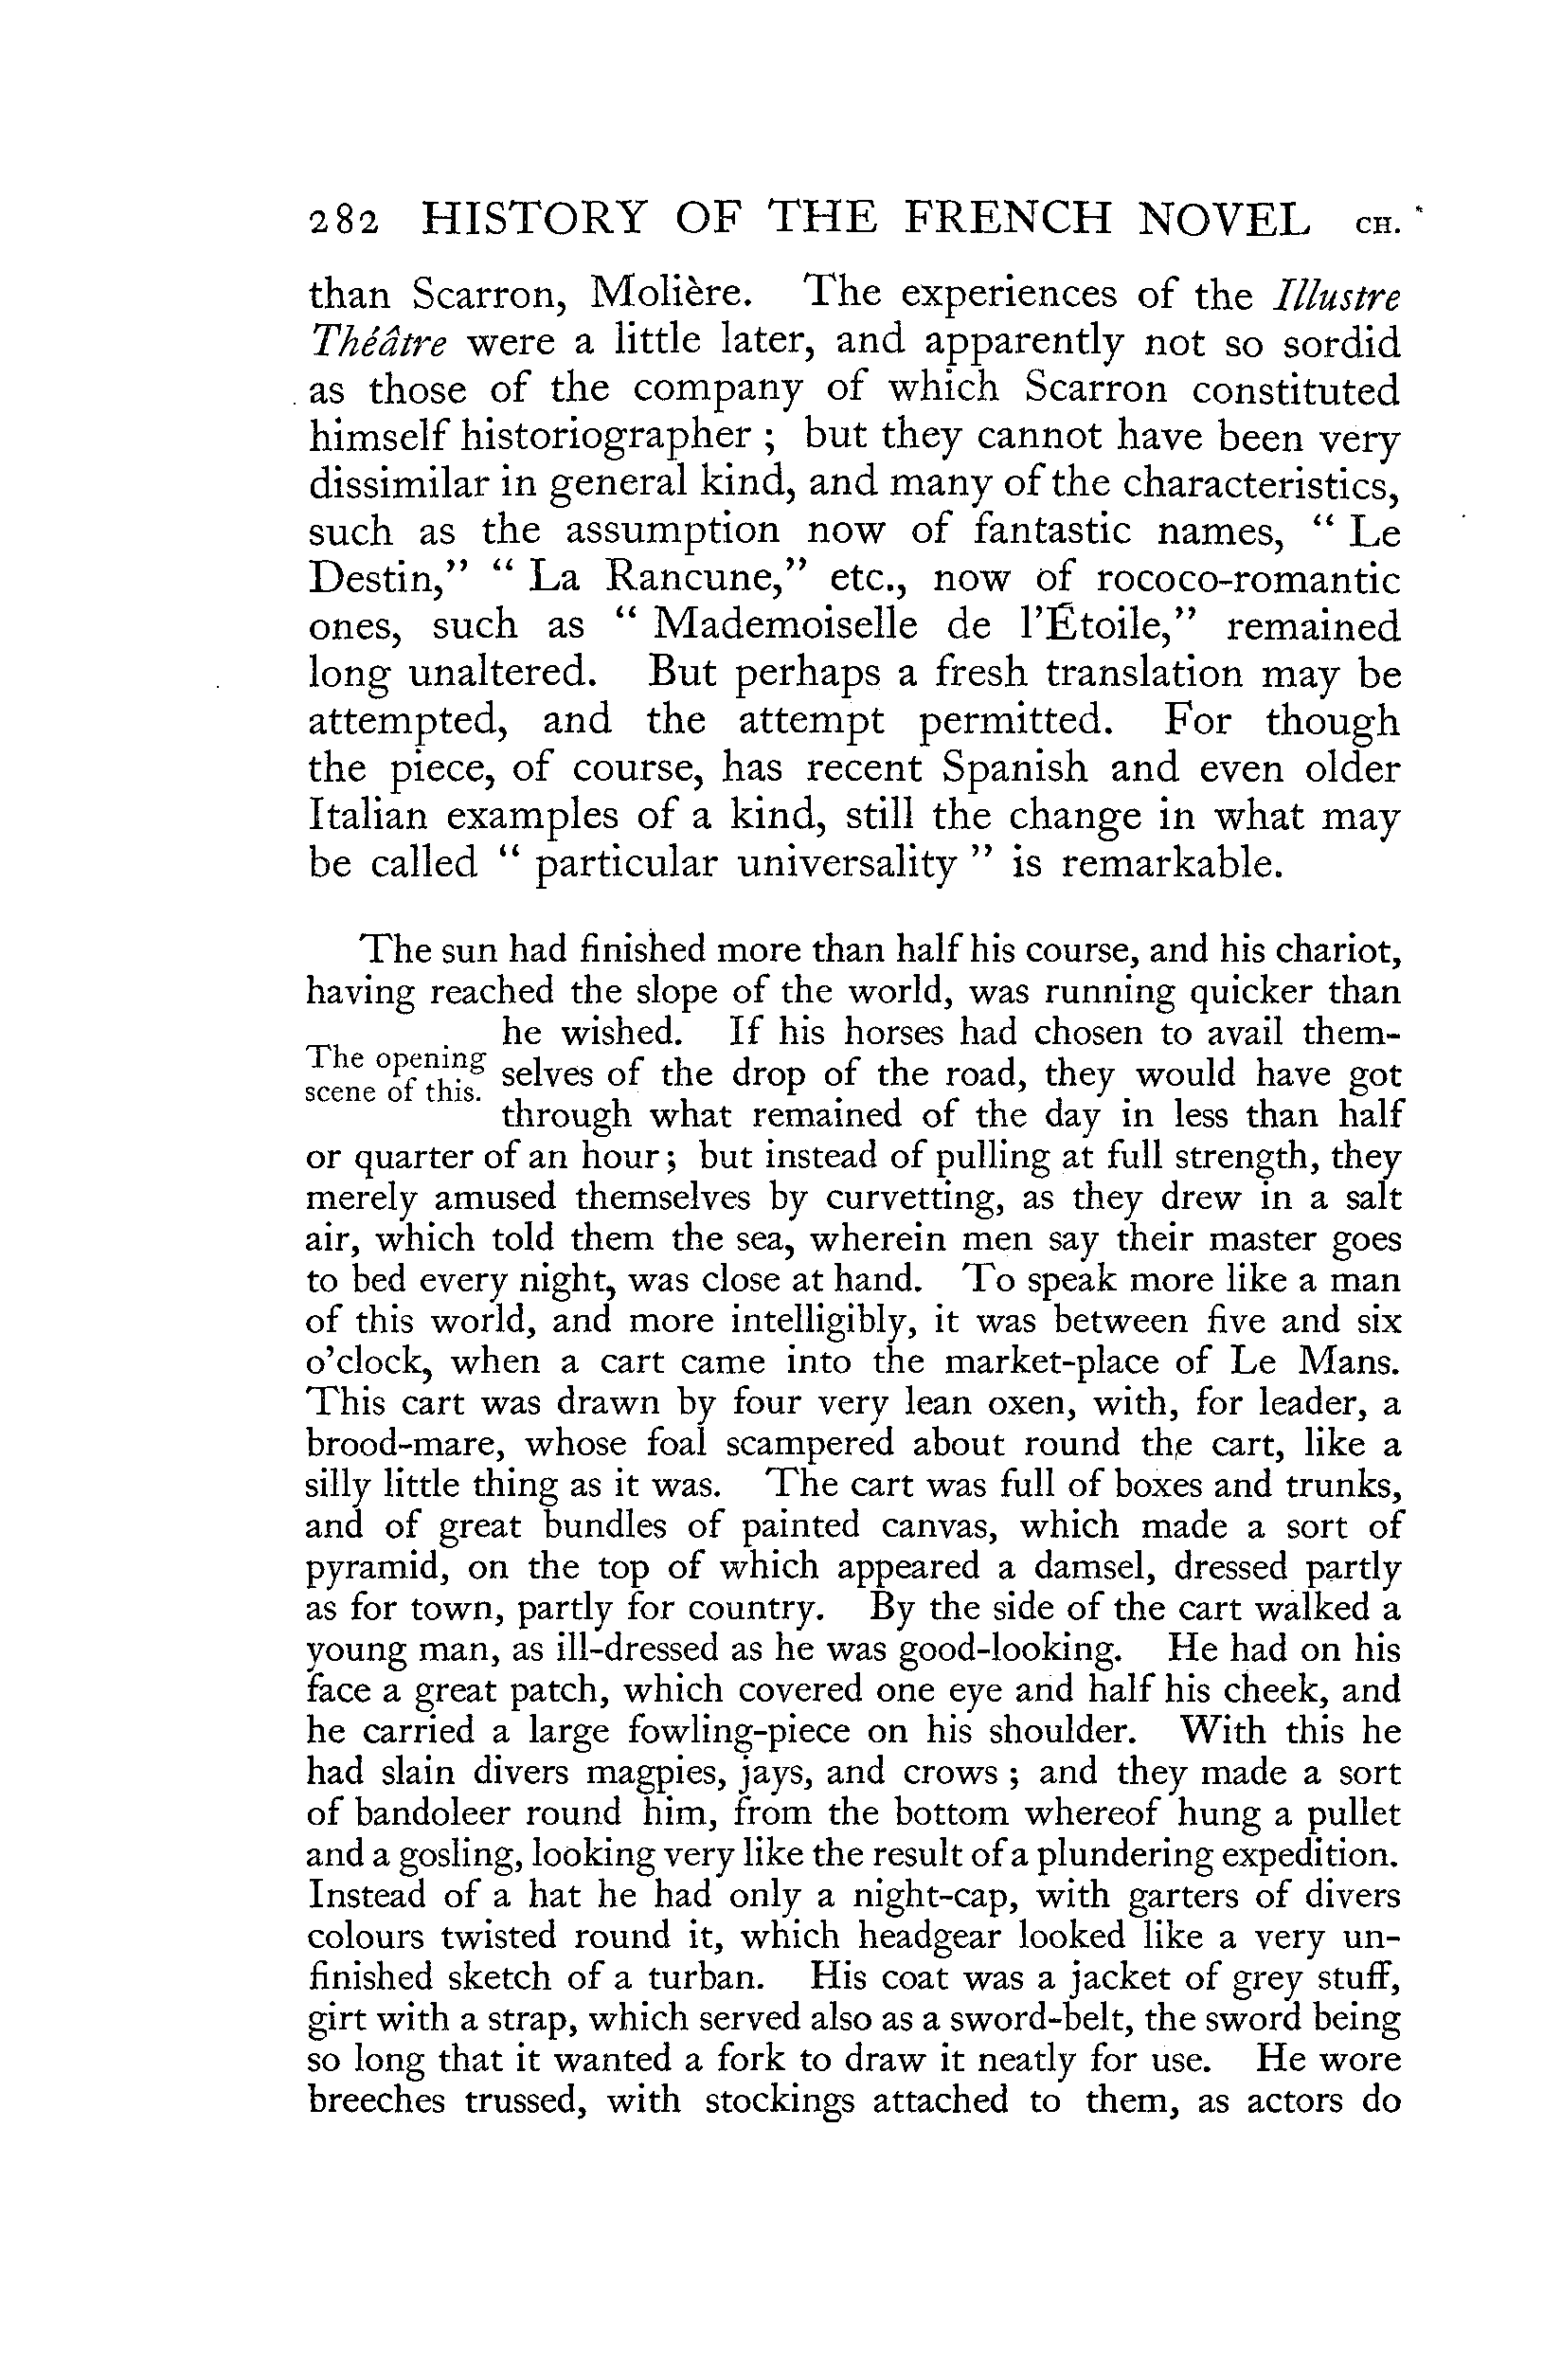 282 HISTORY OF THE FRENCH NOVEL CH.
than Scarron, Molière. The experiences of the Illustre
Théâtre were a little later, and apparently not so sordid
as those of the company of which Scarron constituted
himself historiographer ; but they cannot have been very
dissimilar in general kind, and many of the characteristics,
such as the assumption now of fantastic names, “ Le
Destin,” “ La Rancune,” etc., now of rococo-romantic
ones, such as “ Mademoiselle de l’Étoile,” remained
long unaltered. But perhaps a fresh translation may be
attempted, and the attempt permitted. For though
the piece, of course, has recent Spanish and even older
Italian examples of a kind, still the change in what may
be called “ particular universality ” is remarkable.
The sun had finished more than half his course, and his chariot,
having reached the slope of the world, was running quicker than
he wished. If his horses had chosen to avail them-
The opening
scene of this.
selves of the drop of the road, they would have got
through what remained of the day in less than half
or quarter of an hour ; but instead of pulling at full strength, they
merely amused themselves by curvetting, as they drew in a salt
air, which told them the sea, wherein men say their master goes
to bed every night, was close at hand. To speak more like a man
of this world, and more intelligibly, it was between five and six
o’clock, when a cart came into the market-place of Le Mans.
This cart was drawn by four very lean oxen, with, for leader, a
brood-mare, whose foal scampered about round the cart, like a
silly little thing as it was. The cart was full of boxes and trunks,
and of great bundles of painted canvas, which made a sort of
pyramid, on the top of which appeared a damsel, dressed partly
as for town, partly for country. By the side of the cart walked a
young man, as ill-dressed as he was good-looking. He had on his
face a great patch, which covered one eye and half his cheek, and
he carried a large fowling-piece on his shoulder. With this he
had slain divers magpies, jays, and crows ; and they made a sort
of bandoleer round him, from the bottom whereof hung a pullet
and a gosling, looking very like the result of a plundering expedition.
Instead of a hat he had only a night-cap, with garters of divers
colours twisted round it, which headgear looked like a very un-
finished sketch of a turban. His coat was a jacket of grey stuff,
girt with a strap, which served also as a sword-belt, the sword being
so long that it wanted a fork to draw it neatly for use. He wore
breeches trussed, with stockings attached to them, as actors do